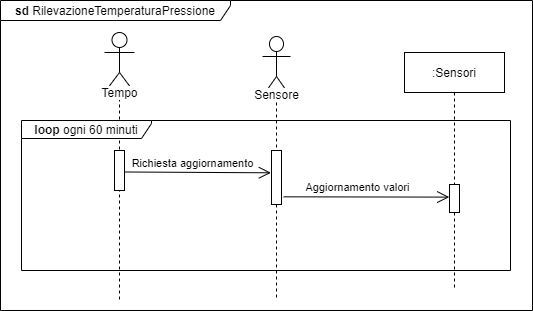 sd RilevazioneTemperaturaPressione
Tempo
Sensore
:Sensori
loop ogni 60 minuti
Richiesta aggiornamento
Aggiornamento valori